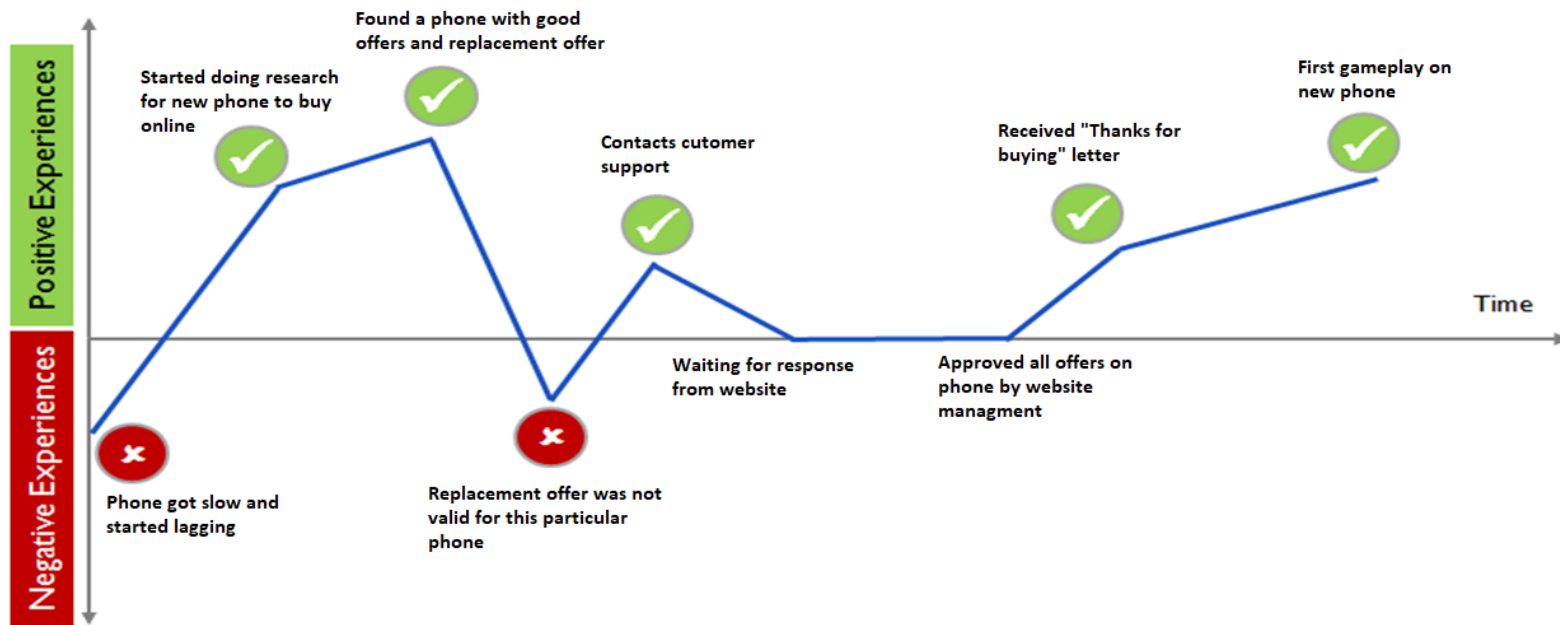 Positive Experiences
Negative Experiences
Found a phone with good
offers and replacement offer
Started doing research
for new phone to buy
online
First gameplay on
new phone
Received "Thanks for
buying" letter
Contacts cutomer
support
Time
Waiting for response
from website
Approved all offers on
phone by website
managment
Phone got slow and
started lagging
Replacement offer was not
valid for this particular
phone